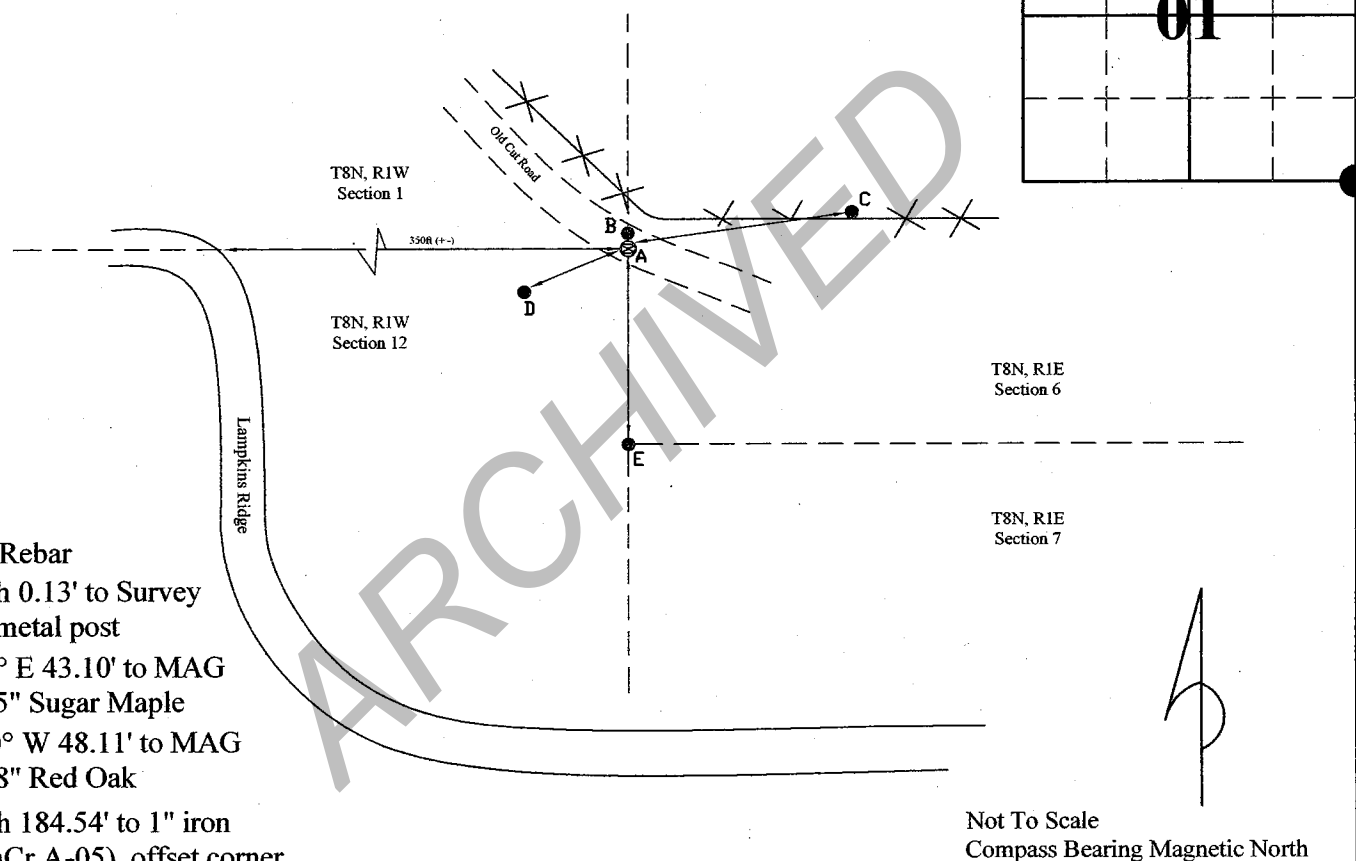 01
Old Cut Road
T8N, R1W
Section 1
C
B
350ft (+-)
A
D
T8N, R1W
Section 12
T8N, R1E
Section 6
Lampkins Ridge
E
T8N, R1E
Section 7
ARCHIVED
Rebar
h 0.13' to Survey
metal post
° E 43.10' to MAG
5" Sugar Maple
° W 48.11' to MAG
8" Red Oak
h 184.54' to 1" iron
Cr A-05), offset corner
Not To Scale
Compass Bearing Magnetic North